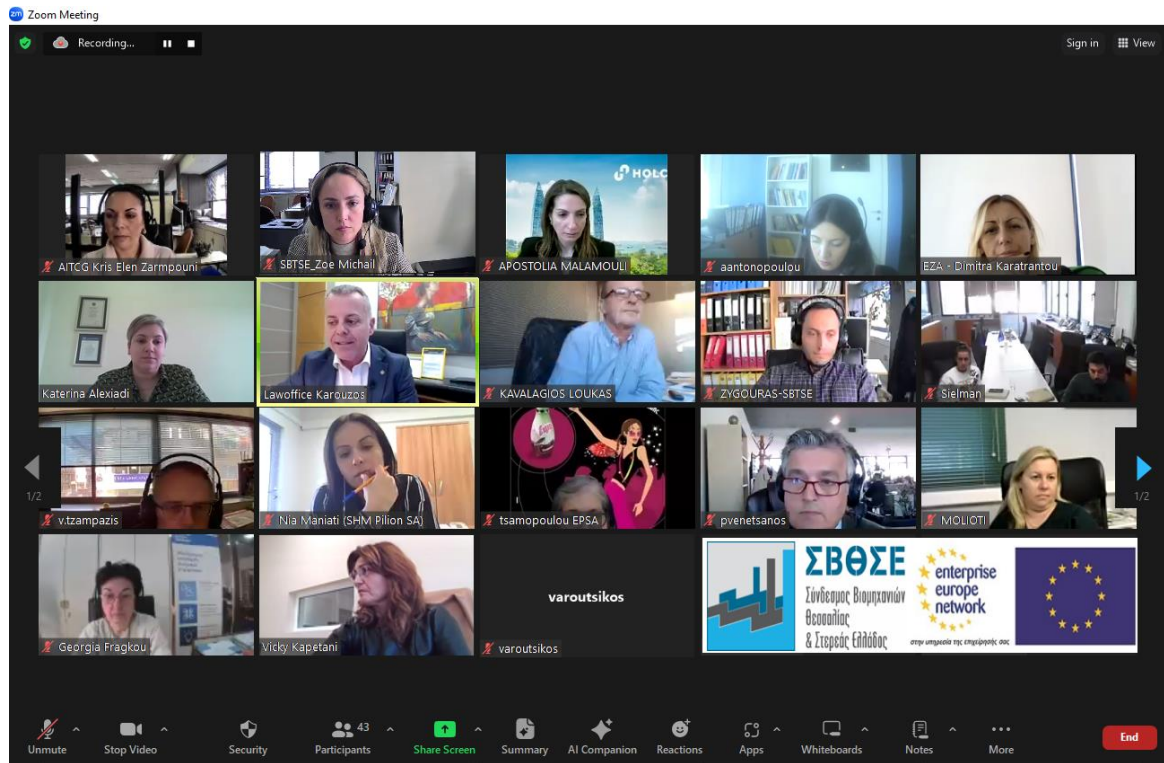 zm Zoom Meeting
Recording...
Sign in
View
HOLC
AITCG Kris Elen Zarmpouni
SBTSE_Zoe Michail
APOSTOLIA MALAMOULI
aantonopoulou
EZA - Dimitra Karatrantou
Katerina Alexiadi
Lawoffice Karouzos
KAVALAGIOS LOUKAS
ZYGOURAS-SBTSE
Sielman
1/2
1/2
v.tzampazis
Nia Maniati (SHM Pilion SA)
tsamopoulou EPSA
pvenetsanos
MOLIOTI
varoutsikos
ΣΒΘΣΕ
Σύνδεσμος Βιομηχανιών
Θεσσαλίας
& Στερεάς Ελλάδος
enterprise
europe
network
στην υπηρεσία της επιχείρησής σας
Georgia Fragkou
Vicky Kapetani
varoutsikos
Unmute
Stop Video
Security
Participants
43
Share Screen
Summary
AI Companion
Reactions
Apps
Whiteboards
Notes
More
End